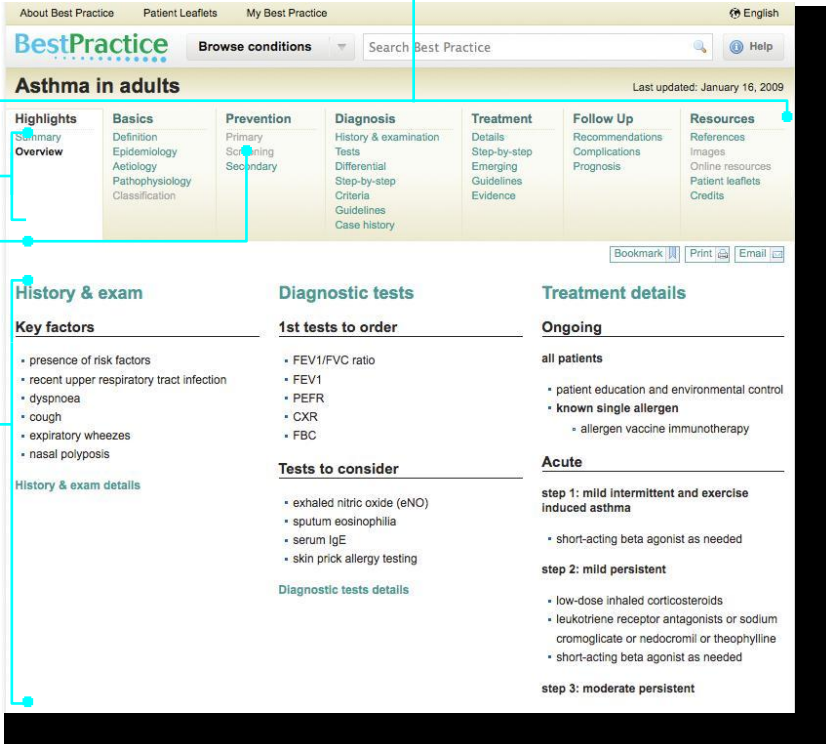 About Best Practice Patient Leaflets My Best Practice English
BestPractice Browse conditions Search Best Practice Help
Asthma in adults Last updated: January 16, 2009
Highlights
Summary
Overview
Basics
Definition
Epidemiology
Aetiology
Pathophysiology
Classification
Prevention
Primary
Screening
Secondary
Diagnosis
History & examination
Tests
Differential
Step-by-step
Criteria
Guidelines
Case history
Treatment
Details
Step-by-step
Emerging
Guidelines
Evidence
Follow Up
Recommendations
Complications
Prognosis
Resources
References
Images
Online resources
Patient leaflets
Credits
Bookmark Print Email
History & exam
Key factors
presence of risk factors
recent upper respiratory tract infection
dyspnoea
cough
expiratory wheezes
nasal polyposis
History & exam details
Diagnostic tests
1st tests to order
FEV1/FVC ratio
FEV1
PEFR
CXR
FBC
Tests to consider
exhaled nitric oxide (eNO)
sputum eosinophilia
serum IgE
skin prick allergy testing
Diagnostic tests details
Treatment details
Ongoing
all patients
patient education and environmental control
known single allergen
allergen vaccine immunotherapy
Acute
step 1: mild intermittent and exercise
induced asthma
short-acting beta agonist as needed
step 2: mild persistent
low-dose inhaled corticosteroids
leukotriene receptor antagonists or sodium
cromoglicate or nedocromil or theophylline
short-acting beta agonist as needed
step 3: moderate persistent